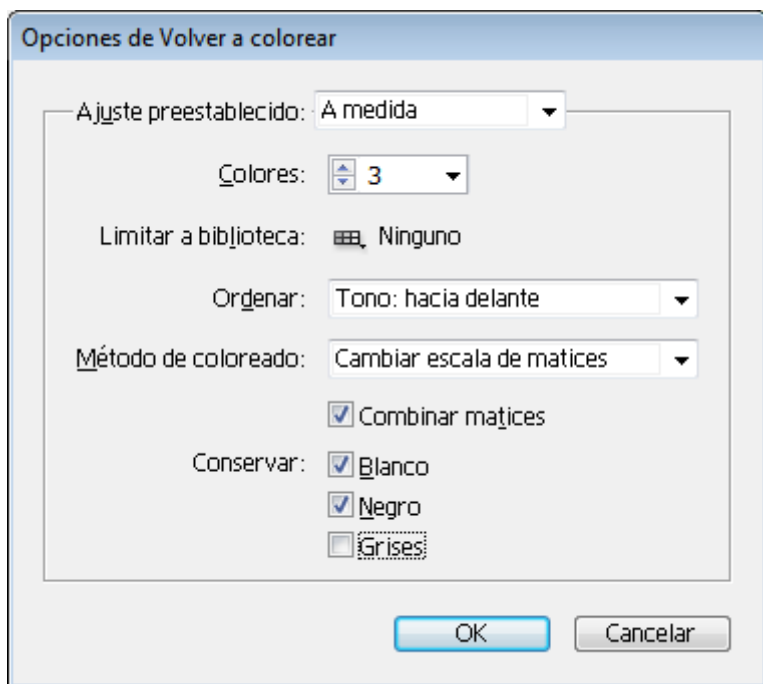 Opciones de Volver a colorear
Ajuste preestablecido: A medida
Colores: 3
Limitar a biblioteca: Ninguno
Ordenar: Tono: hacia delante
Método de coloreado: Cambiar escala de matices
Combinar matices
Conservar: Blanco
Negro
Grises
OK Cancelar